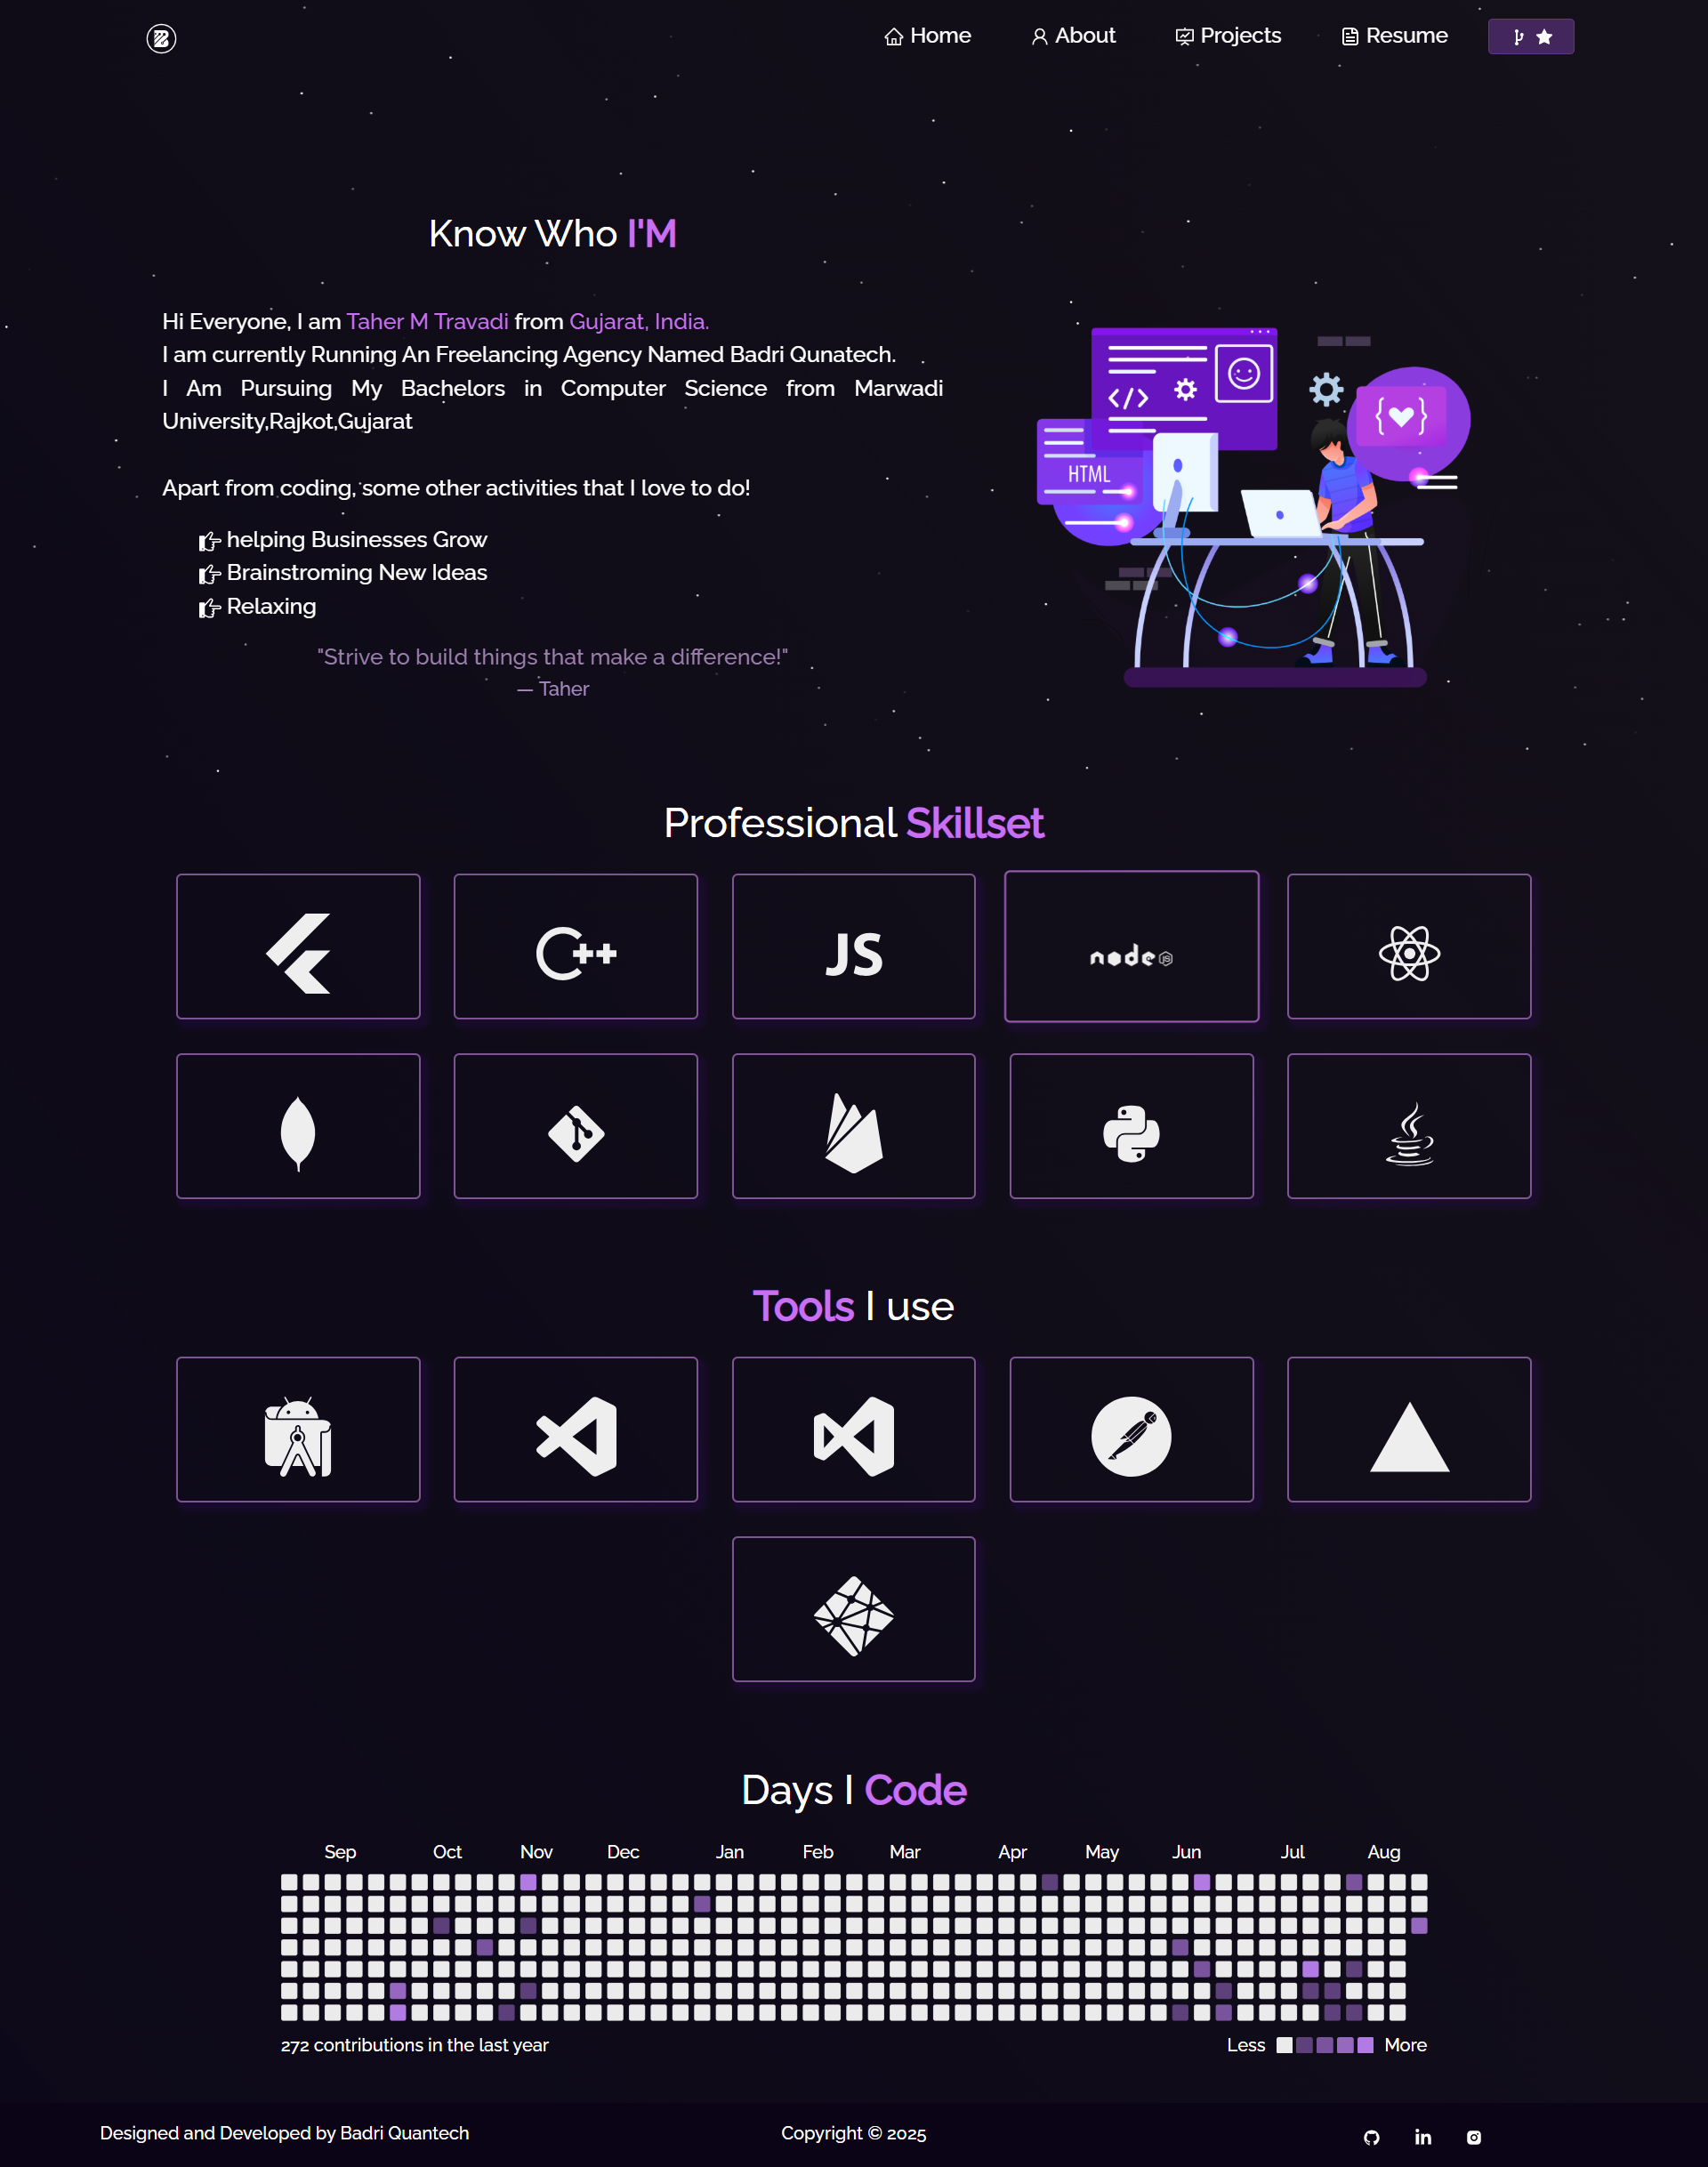 Home
About
Projects
Resume
Know Who I'M
Hi Everyone, I am Taher M Travadi from Gujarat, India.
I am currently Running An Freelancing Agency Named Badri Qunatech.
I Am Pursuing My Bachelors in Computer Science from Marwadi
University,Rajkot,Gujarat
Apart from coding, some other activities that I love to do!
helping Businesses Grow
Brainstroming New Ideas
Relaxing
"Strive to build things that make a difference!"
— Taher
</>
HTML
{ }
Professional Skillset
C++
JS
node JS
Tools I use
Days I Code
Sep Oct Nov Dec Jan Feb Mar Apr May Jun Jul Aug
272 contributions in the last year
Less More
Designed and Developed by Badri Quantech
Copyright © 2025
in